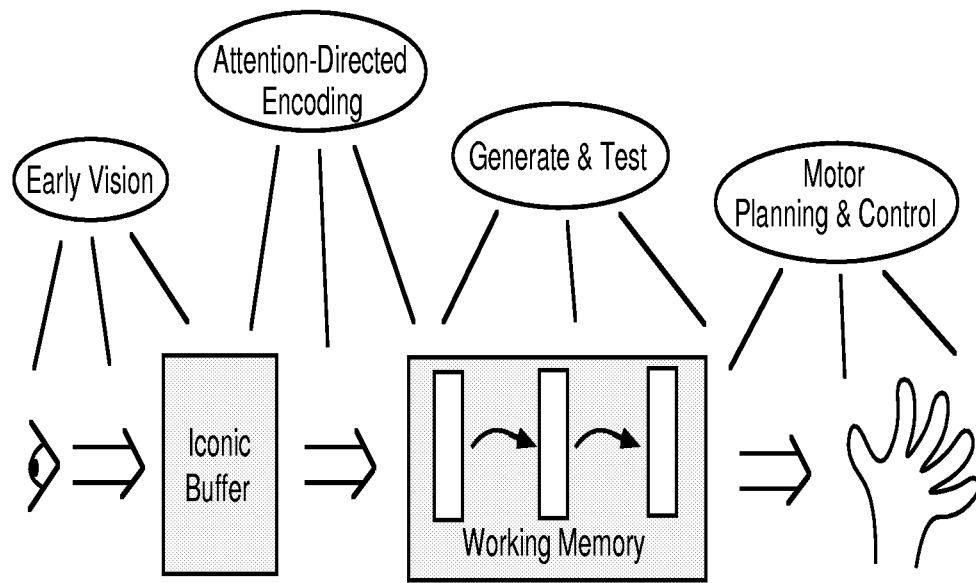 Attention-Directed
Encoding
Generate & Test
Early Vision
Motor
Planning & Control
Iconic
Buffer
Working Memory